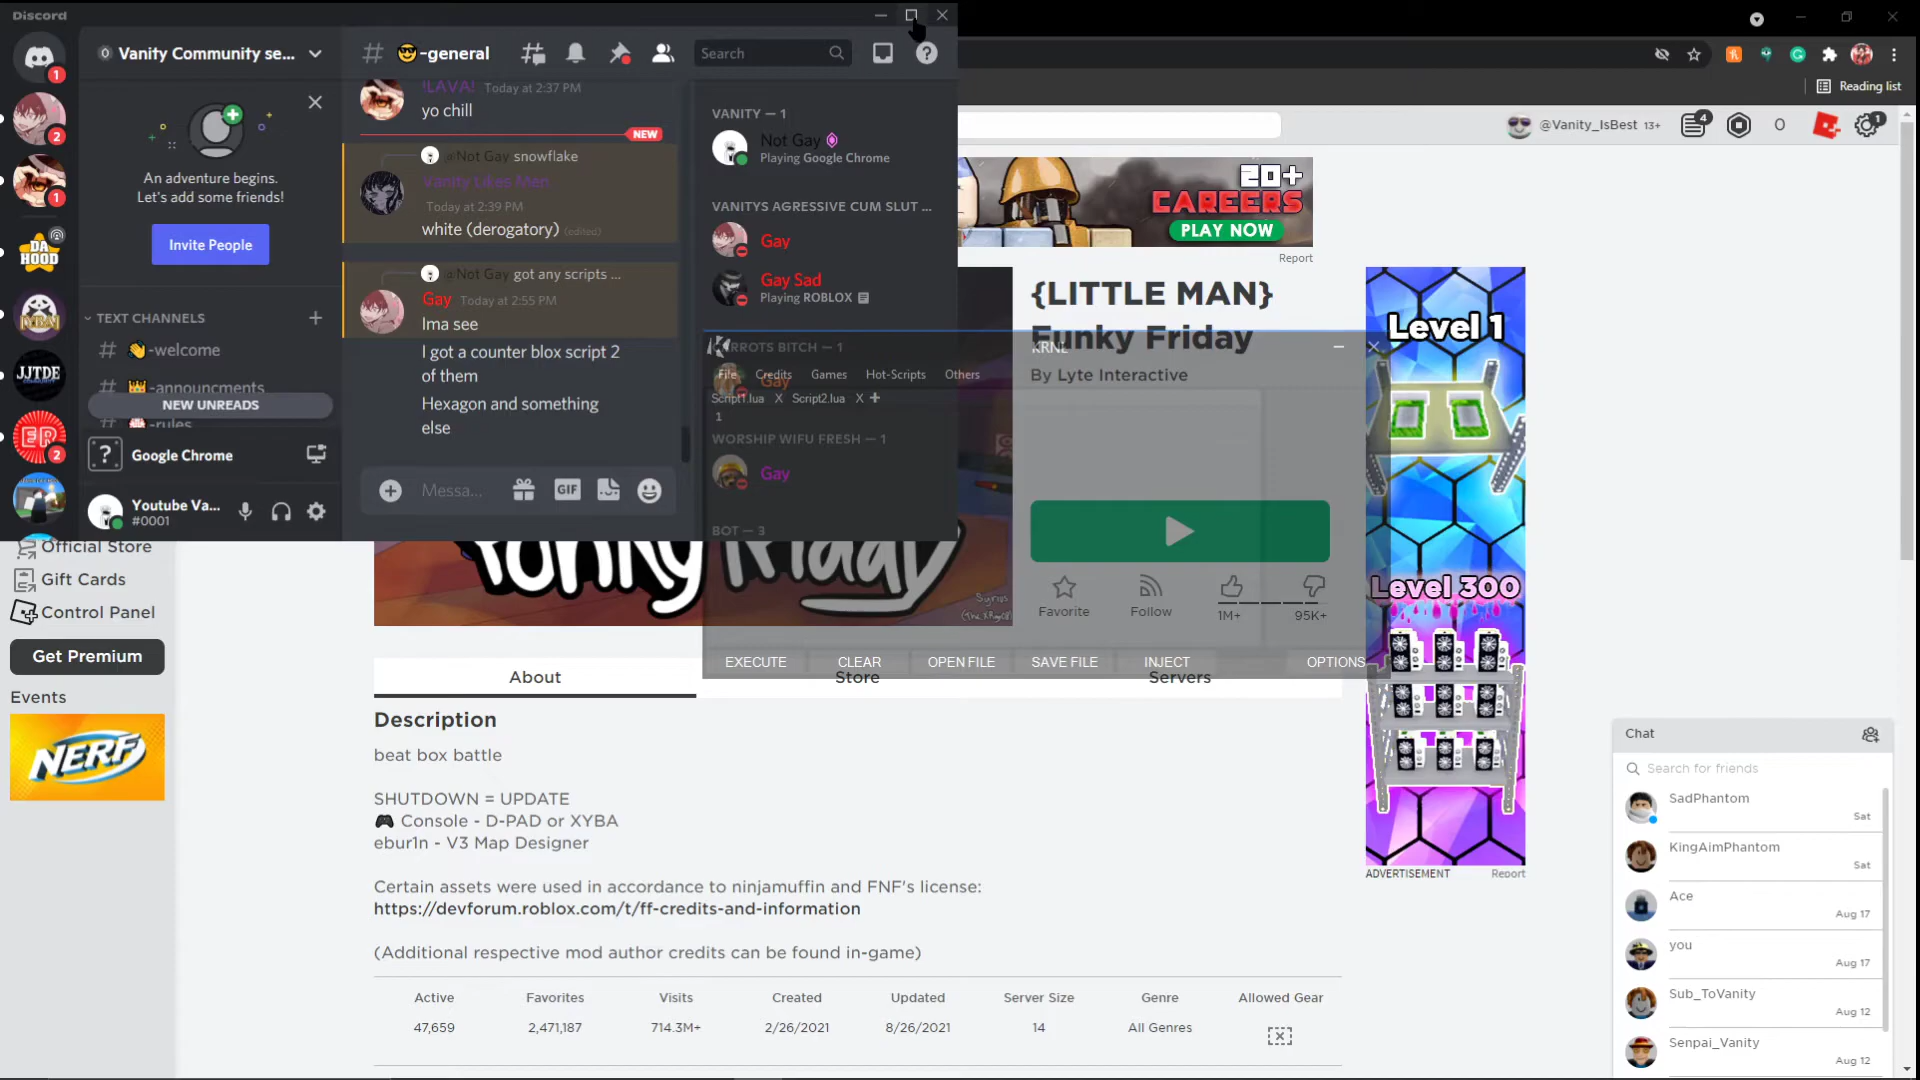 Discord
Vanity Community se...
An adventure begins.
Let's add some friends!
Invite People
TEXT CHANNELS
# 👋-welcome
# 👑-announcments
NEW UNREADS
-rules
Google Chrome
Youtube Va...
#0001
# 😎-general
Search
!LAVA! Today at 2:37 PM
yo chill
NEW
@Not Gay snowflake
Vanity Likes Men
Today at 2:39 PM
white (derogatory) (edited)
@Not Gay got any scripts ...
Gay Today at 2:55 PM
Ima see
I got a counter blox script 2
of them
Hexagon and something
else
Messa...
GIF
VANITY — 1
Not Gay
Playing Google Chrome
VANITYS AGRESSIVE CUM SLUT ...
Gay
Gay Sad
Playing ROBLOX
RROTS BITCH — 1
Gay
WORSHIP WIFU FRESH — 1
Gay
BOT — 3
KRNL
File Credits Games Hot-Scripts Others
Script1.lua X Script2.lua X +
1
EXECUTE
CLEAR
OPEN FILE
SAVE FILE
INJECT
OPTIONS
Reading list
@Vanity_IsBest 13+
4
0
1
20+
CAREERS
PLAY NOW
Report
{LITTLE MAN}
Funky Friday
By Lyte Interactive
Favorite
Follow
1M+
95K+
Level 1
Level 300
ADVERTISEMENT
Report
Official Store
Gift Cards
Control Panel
Get Premium
Events
NERF
Funky Friday
Syrios
About
Store
Servers
Description
beat box battle
SHUTDOWN = UPDATE
🎮 Console - D-PAD or XYBA
ebur1n - V3 Map Designer
Certain assets were used in accordance to ninjamuffin and FNF's license:
https://devforum.roblox.com/t/ff-credits-and-information
(Additional respective mod author credits can be found in-game)
Active Favorites Visits Created Updated Server Size Genre Allowed Gear
47,659 2,471,187 714.3M+ 2/26/2021 8/26/2021 14 All Genres
Chat
Search for friends
SadPhantom
Sat
KingAimPhantom
Sat
Ace
Aug 17
you
Aug 17
Sub_ToVanity
Aug 12
Senpai_Vanity
Aug 12
DA HOOD
JJTDE
ER